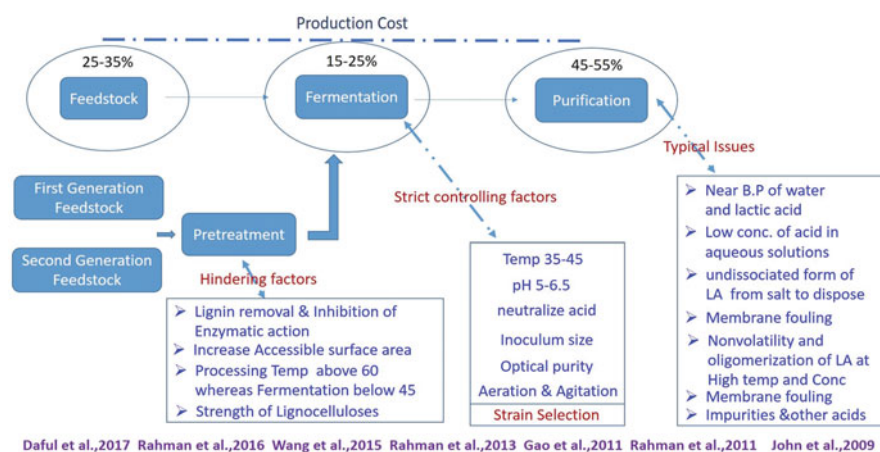 Production Cost
25-35%
Feedstock
15-25%
Fermentation
45-55%
Purification
Typical Issues
First Generation
Feedstock
Second Generation
Feedstock
Pretreatment
Hindering factors
Strict controlling factors
Lignin removal & Inhibition of
Enzymatic action
Increase Accessible surface area
Processing Temp above 60
whereas Fermentation below 45
Strength of Lignocelluloses
Temp 35-45
pH 5-6.5
neutralize acid
Inoculum size
Optical purity
Aeration & Agitation
Strain Selection
Near B.P of water
and lactic acid
Low conc. of acid in
aqueous solutions
undissociated form of
LA from salt to dispose
Membrane fouling
Nonvolatility and
oligomerization of LA at
High temp and Conc
Membrane fouling
Impurities &other acids
Daful et al.,2017 Rahman et al.,2016 Wang et al.,2015 Rahman et al.,2013 Gao et al.,2011 Rahman et al.,2011 John et al.,2009